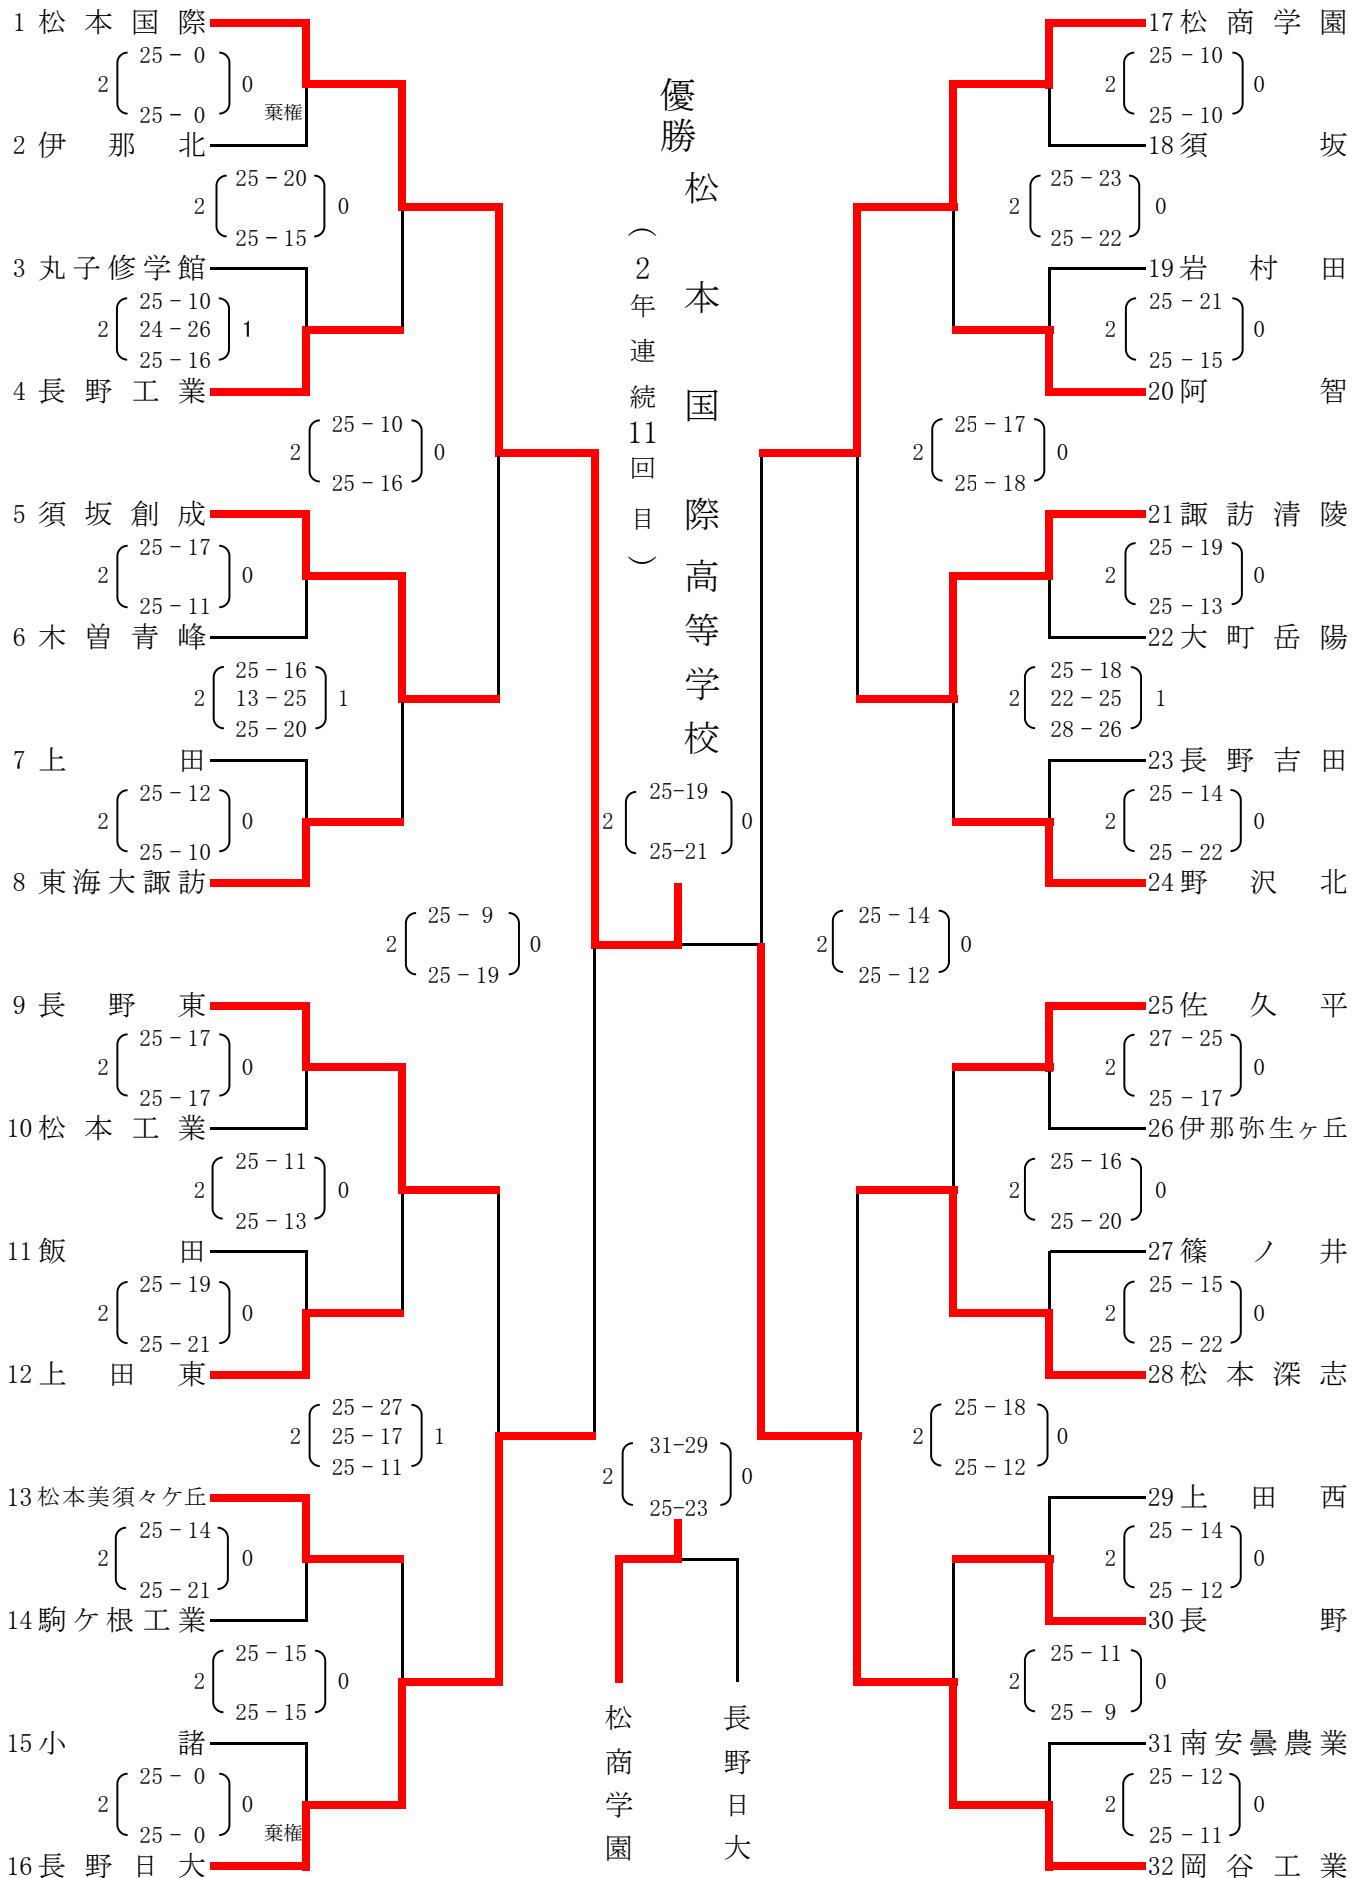 1 松本国際
25－0
2 0
25－0
棄権
2 伊那北
25－20
2 0
25－15
3 丸子修学館
25－10
2 24－26 1
25－16
4 長野工業
25－10
2 0
25－16
5 須坂創成
25－17
2 0
25－11
6 木曽青峰
25－16
2 13－25 1
25－20
7 上田
25－12
2 0
25－10
8 東海大諏訪
25－9
2 0
25－19
9 長野東
25－17
2 0
25－17
10 松本工業
25－11
2 0
25－13
11 飯田
25－19
2 0
25－21
12 上田東
25－27
2 25－17 1
25－11
13 松本美須々ケ丘
25－14
2 0
25－21
14 駒ケ根工業
25－15
2 0
25－15
15 小諸
25－0
2 0
25－0
棄権
16 長野日大
優勝
松本国際高等学校
（2年連続11回目）
25-19
2 0
25-21
31-29
2 0
25-23
松商学園
長野日大
17 松商学園
25－10
2 0
25－10
18 須坂
25－23
2 0
25－22
19 岩村田
25－21
2 0
25－15
20 阿智
25－17
2 0
25－18
21 諏訪清陵
25－19
2 0
25－13
22 大町岳陽
25－18
2 22－25 1
28－26
23 長野吉田
25－14
2 0
25－22
24 野沢北
25－14
2 0
25－12
25 佐久平
27－25
2 0
25－17
26 伊那弥生ヶ丘
25－16
2 0
25－20
27 篠ノ井
25－15
2 0
25－22
28 松本深志
25－18
2 0
25－12
29 上田西
25－14
2 0
25－12
30 長野
25－11
2 0
25－9
31 南安曇農業
25－12
2 0
25－11
32 岡谷工業